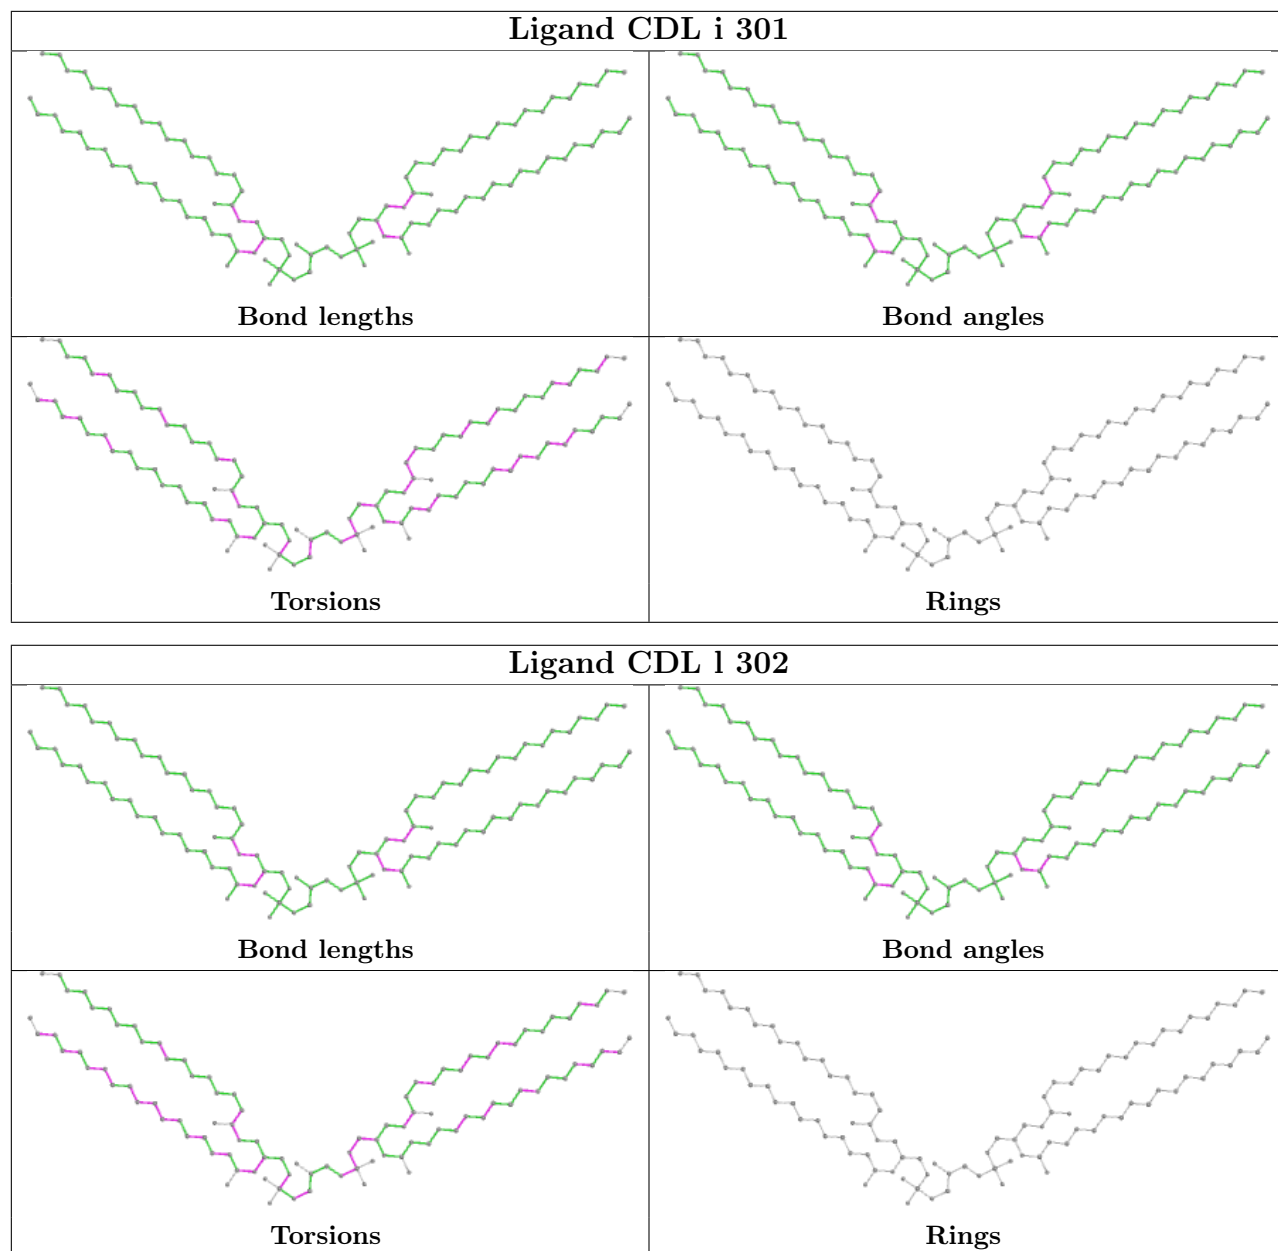 Ligand CDL i 301
Bond lengths
Bond angles
Torsions
Rings
Ligand CDL l 302
Bond lengths
Bond angles
Torsions
Rings